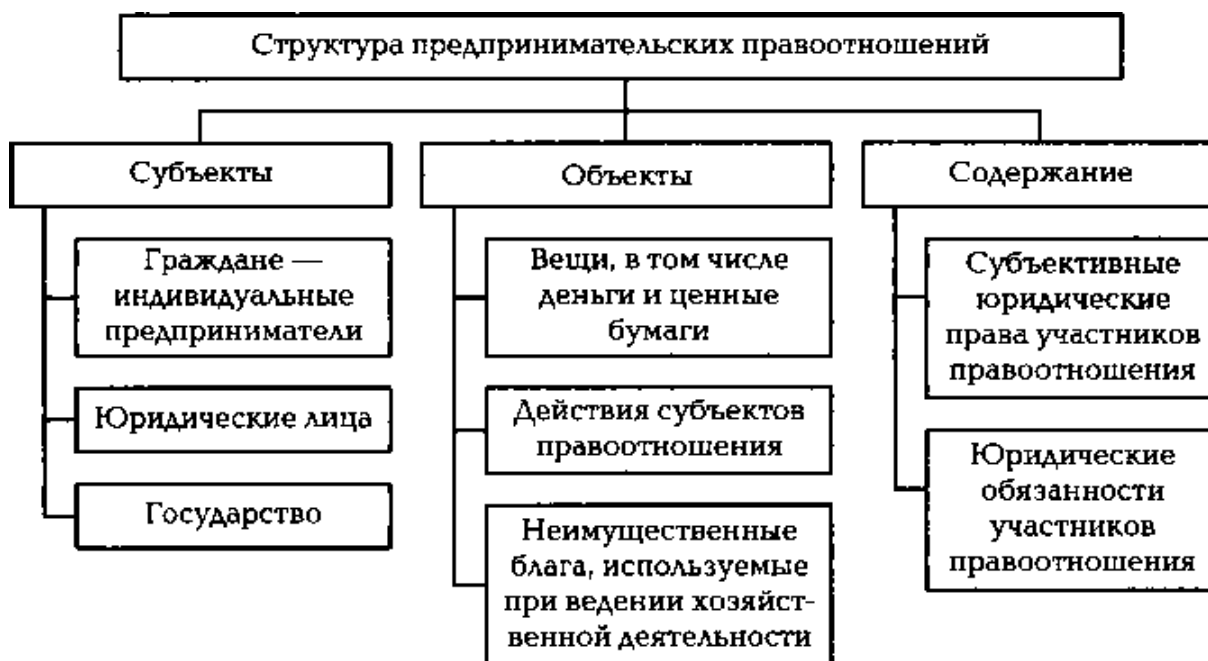 Структура предпринимательских правоотношений
Субъекты
Граждане —
индивидуальные
предприниматели
Юридические лица
Государство
Объекты
Вещи, в том числе
деньги и ценные
бумаги
Действия субъектов
правоотношения
Неимущественные
блага, используемые
при ведении хозяйст-
венной деятельности
Содержание
Субъективные
юридические
права участников
правоотношения
Юридические
обязанности
участников
правоотношения